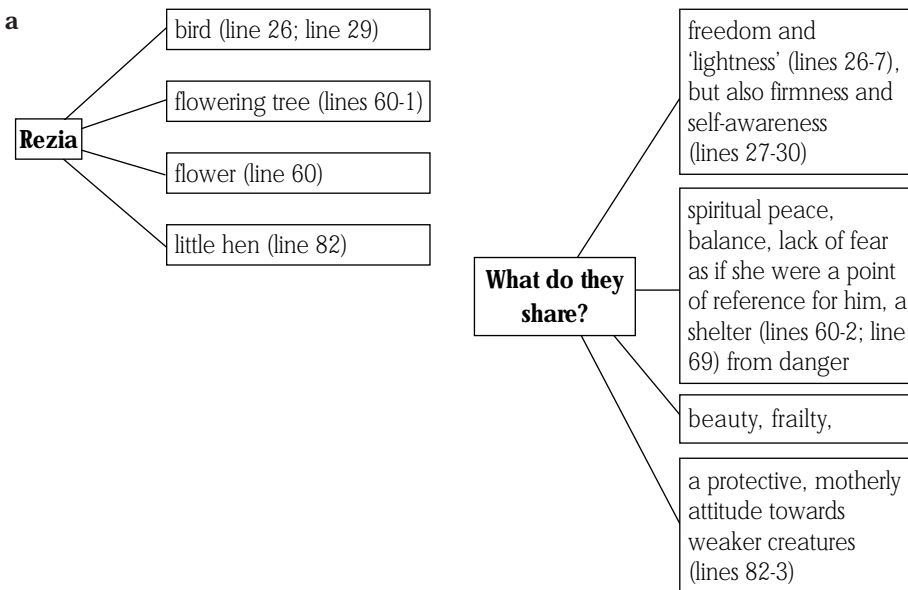 a
Rezia
bird (line 26; line 29)
flowering tree (lines 60-1)
flower (line 60)
little hen (line 82)
What do they
share?
freedom and
‘lightness’ (lines 26-7),
but also firmness and
self-awareness
(lines 27-30)
spiritual peace,
balance, lack of fear
as if she were a point
of reference for him, a
shelter (lines 60-2; line
69) from danger
beauty, frailty,
a protective, motherly
attitude towards
weaker creatures
(lines 82-3)